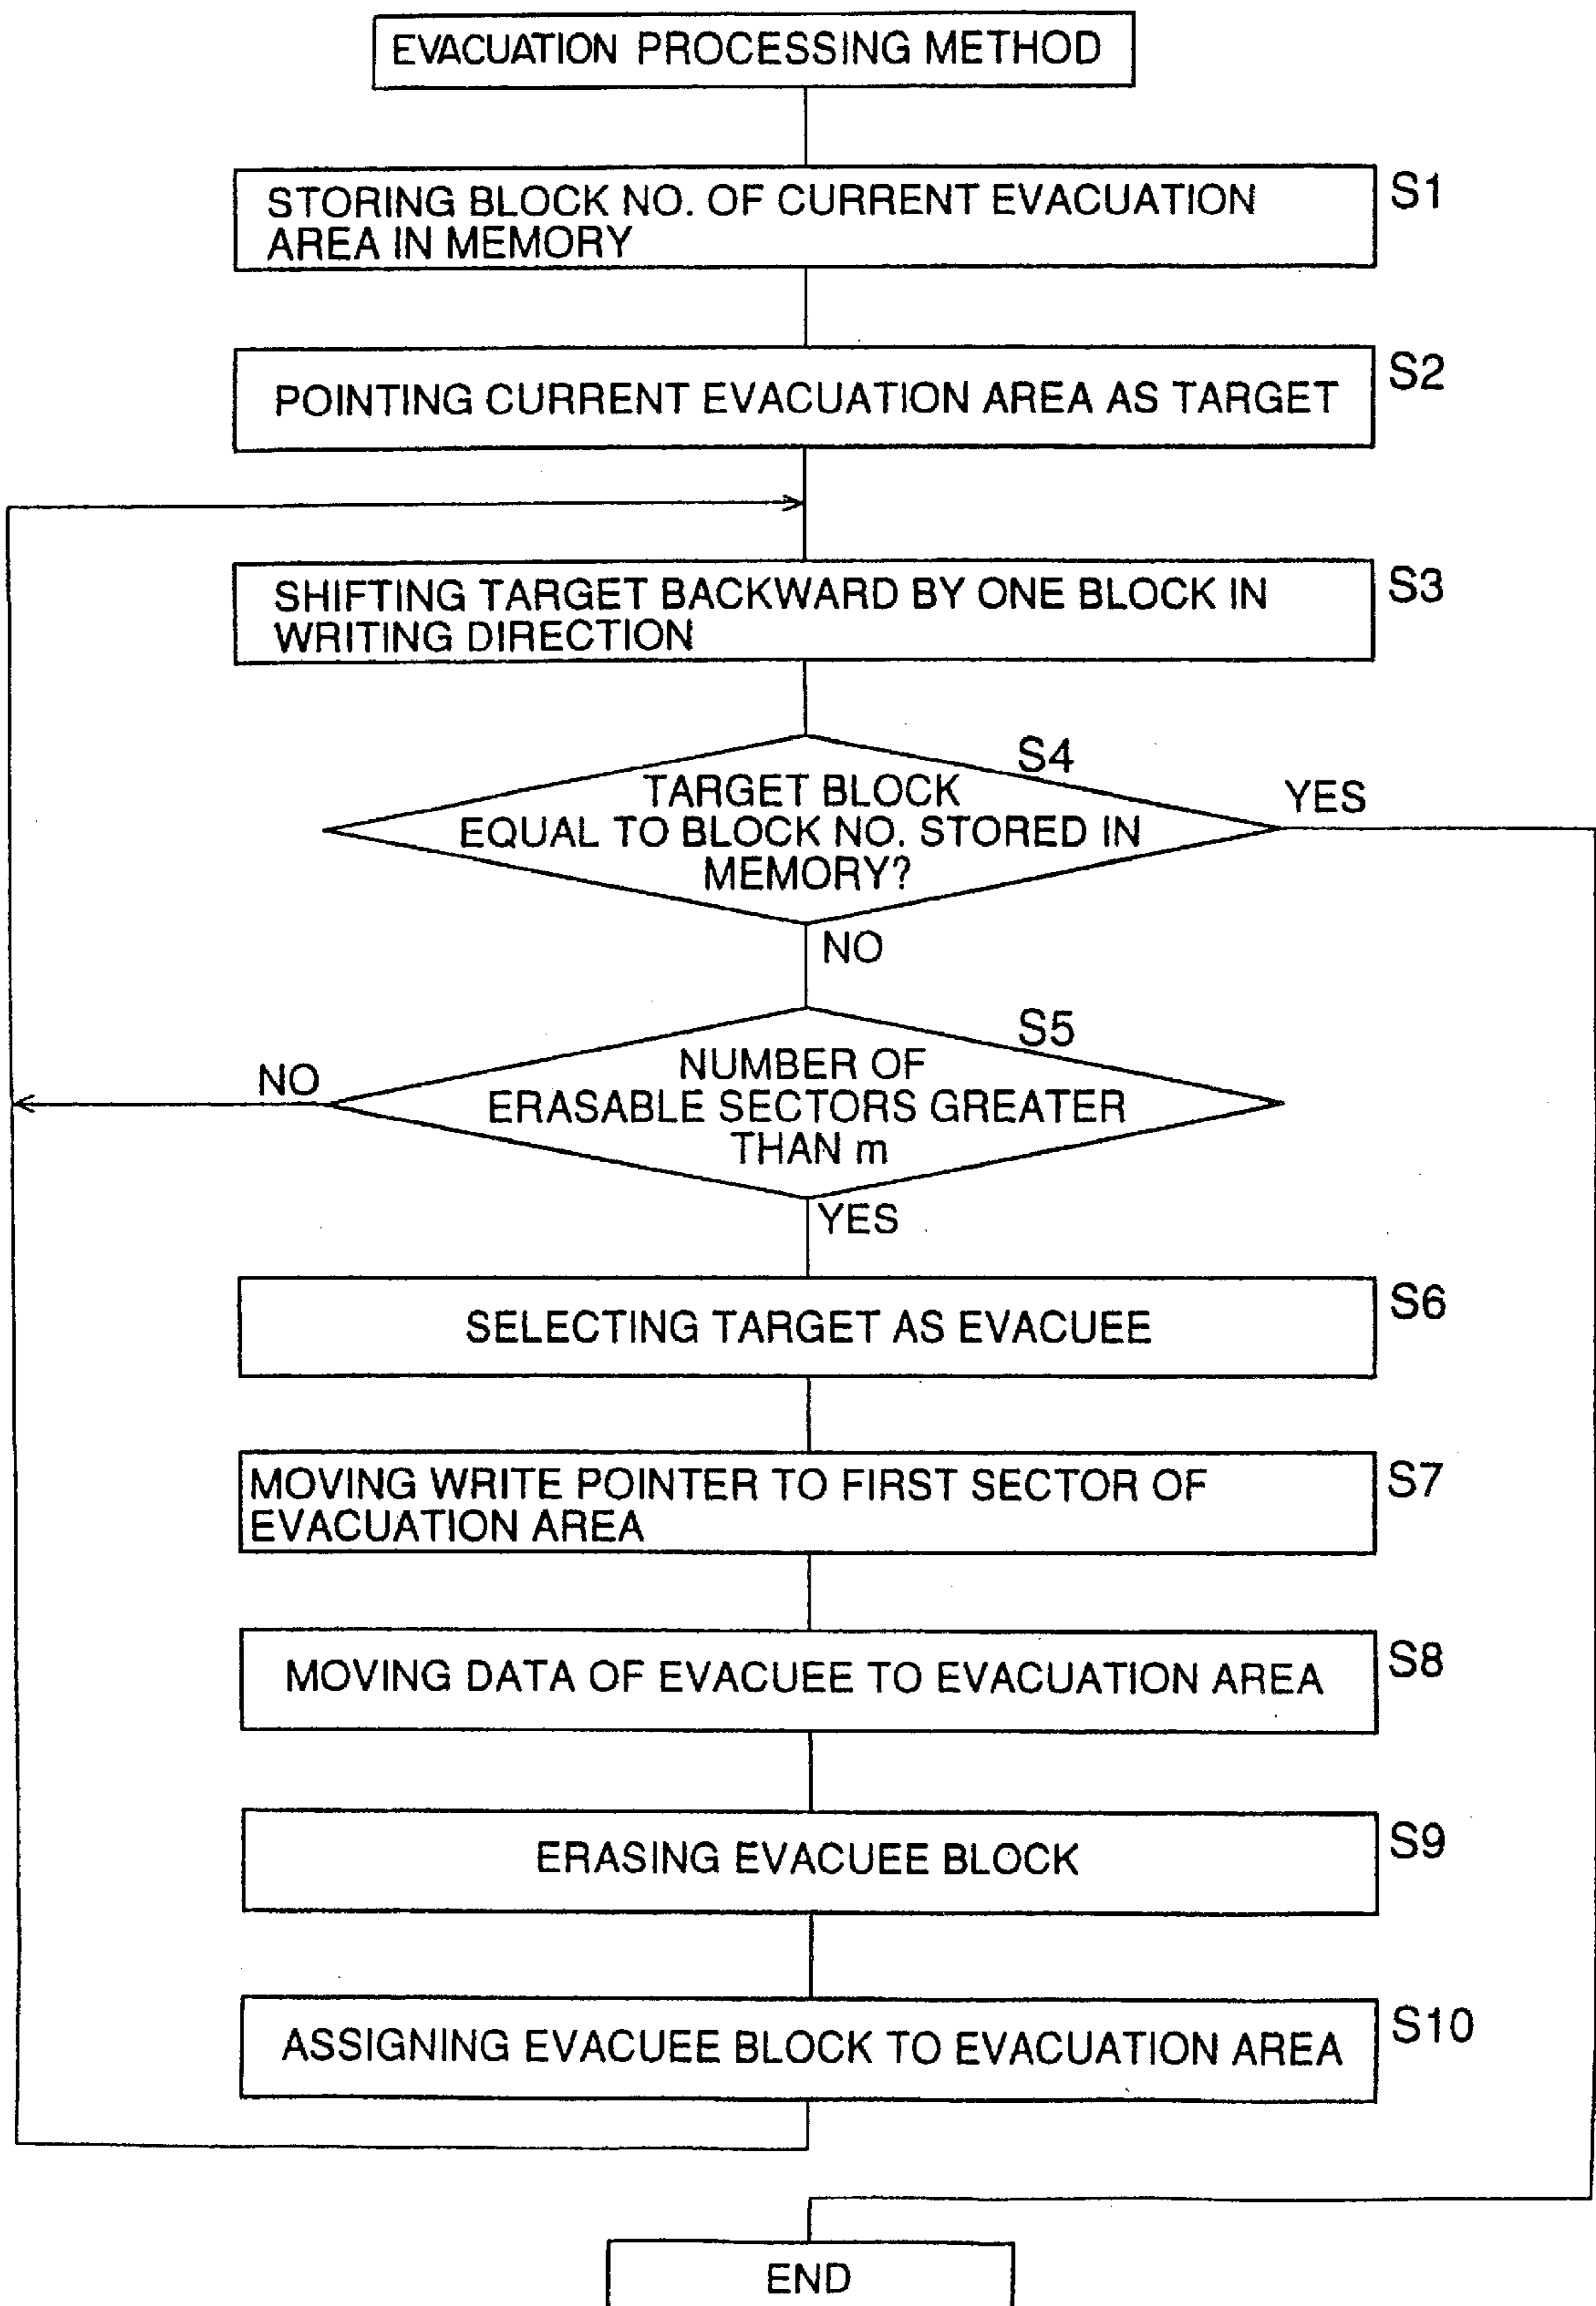 EVACUATION PROCESSING METHOD
STORING BLOCK NO. OF CURRENT EVACUATION
AREA IN MEMORY
S1
POINTING CURRENT EVACUATION AREA AS TARGET
S2
SHIFTING TARGET BACKWARD BY ONE BLOCK IN
WRITING DIRECTION
S3
S4
TARGET BLOCK
EQUAL TO BLOCK NO. STORED IN
MEMORY?
YES
NO
S5
NUMBER OF
ERASABLE SECTORS GREATER
THAN m
NO
YES
SELECTING TARGET AS EVACUEE
S6
MOVING WRITE POINTER TO FIRST SECTOR OF
EVACUATION AREA
S7
MOVING DATA OF EVACUEE TO EVACUATION AREA
S8
ERASING EVACUEE BLOCK
S9
ASSIGNING EVACUEE BLOCK TO EVACUATION AREA
S10
END